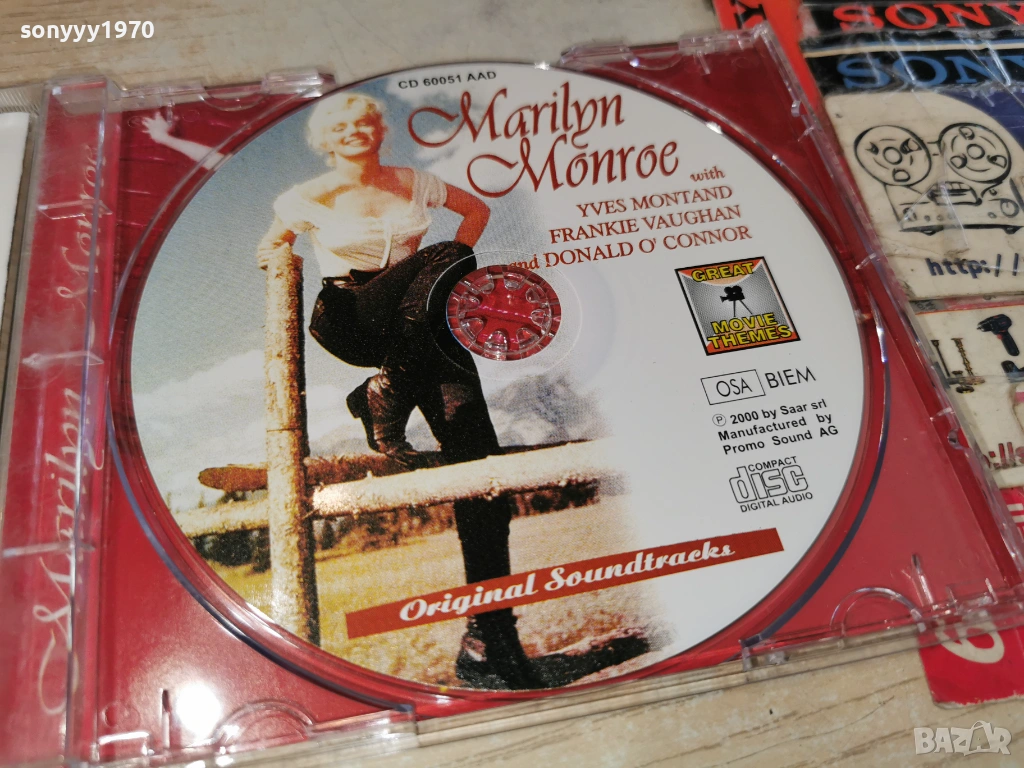 sonyyy1970
CD 60051 AAD
Marilyn
Monroe with
YVES MONTAND
FRANKIE VAUGHAN
and DONALD O' CONNOR
GREAT
MOVIE
THEMES
OSA BIEM
℗ 2000 by Saar srl
Manufactured by
Promo Sound AG
COMPACT
disc
DIGITAL AUDIO
Original Soundtracks
Marilyn Monroe
SONY
SONY
http://
BAZAR